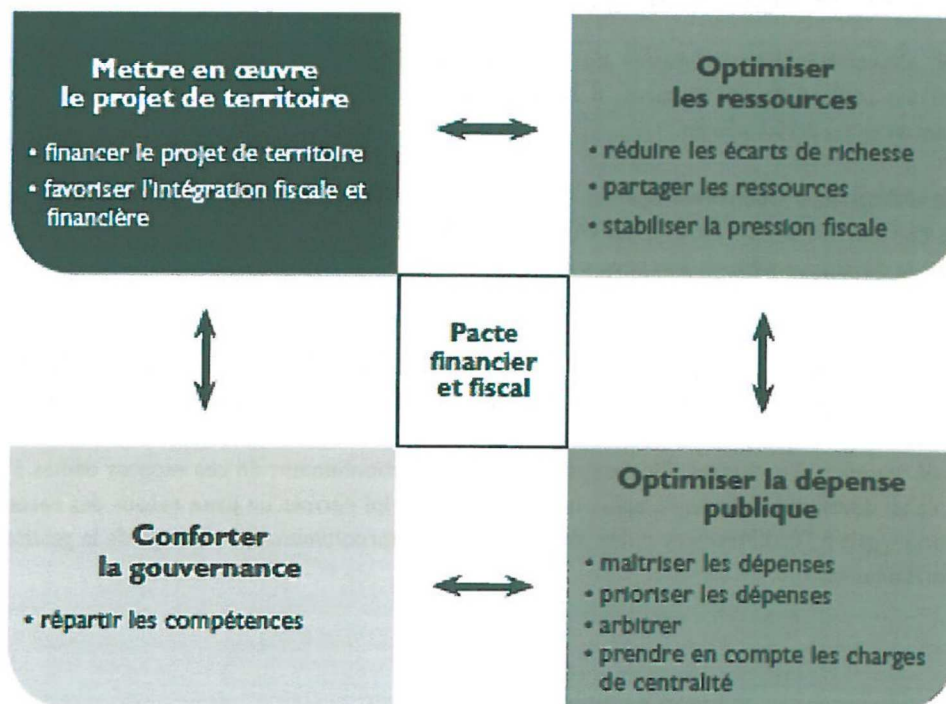 Mettre en œuvre
le projet de territoire
• financer le projet de territoire
• favoriser l'intégration fiscale et
financière
Optimiser
les ressources
• réduire les écarts de richesse
• partager les ressources
• stabiliser la pression fiscale
Pacte
financier
et fiscal
Conforter
la gouvernance
• répartir les compétences
Optimiser la dépense
publique
• maîtriser les dépenses
• prioriser les dépenses
• arbitrer
• prendre en compte les charges
de centralité